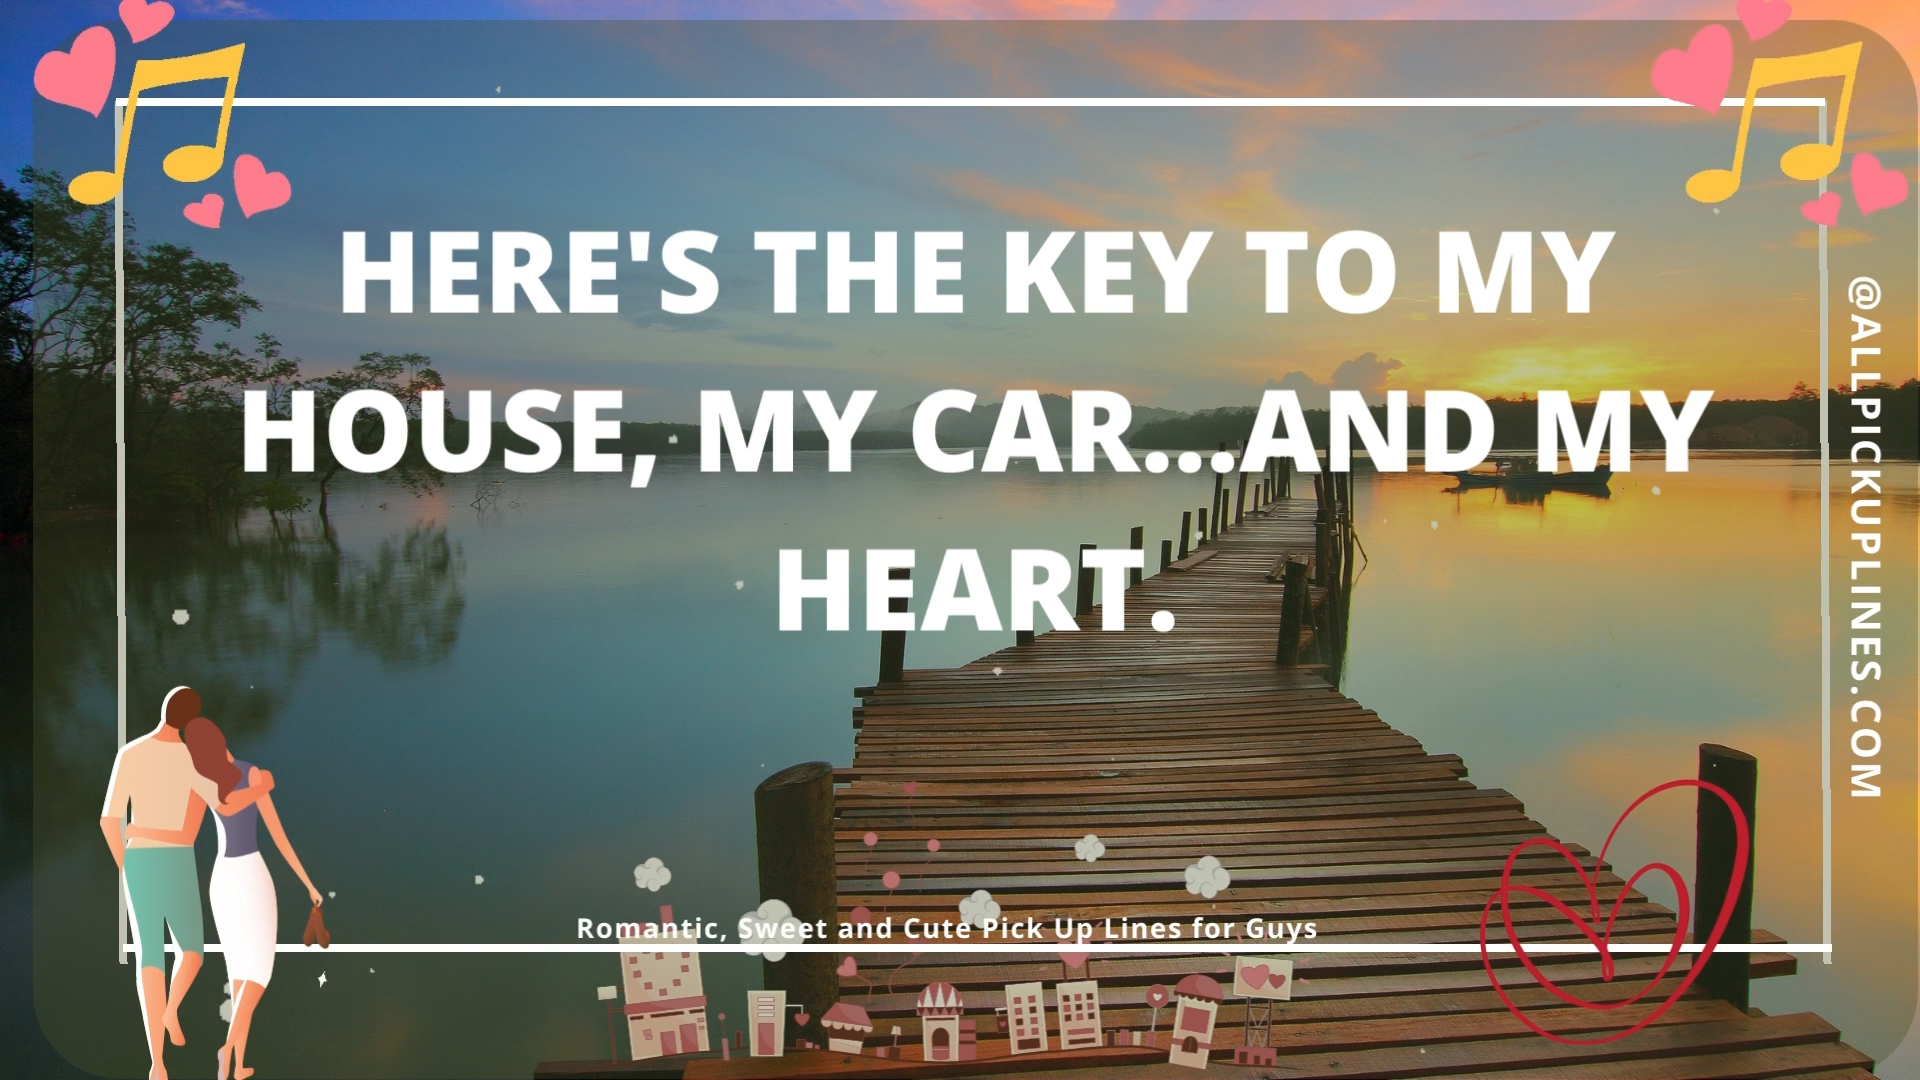 HERE'S THE KEY TO MY
HOUSE, MY CAR...AND MY
HEART.
@ALLPICKUPLINES.COM
Romantic, Sweet and Cute Pick Up Lines for Guys